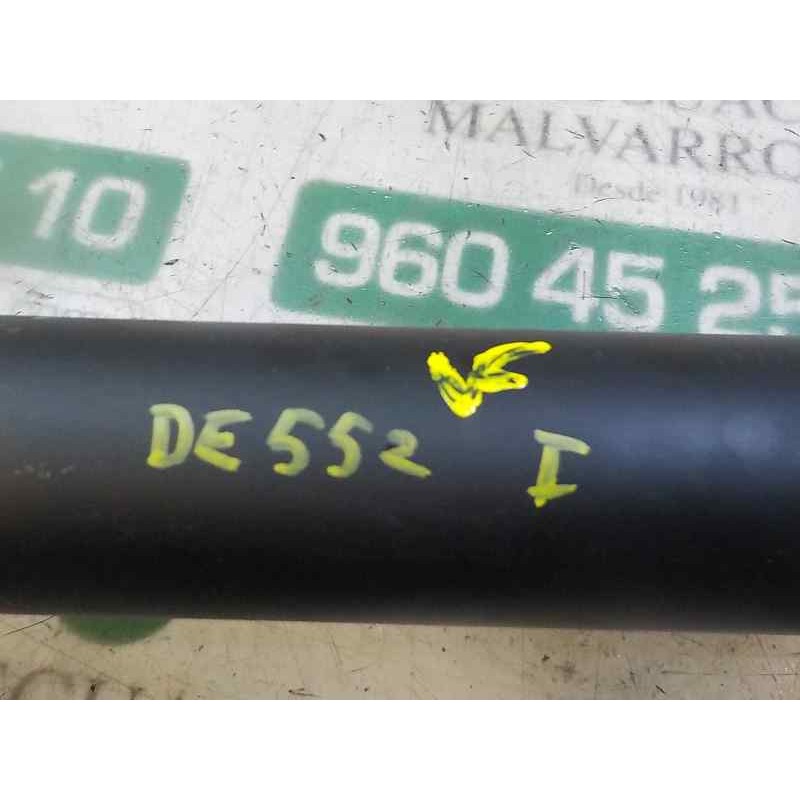 MALVARRO
Desde 1981
10
960 45 25
DE552 I